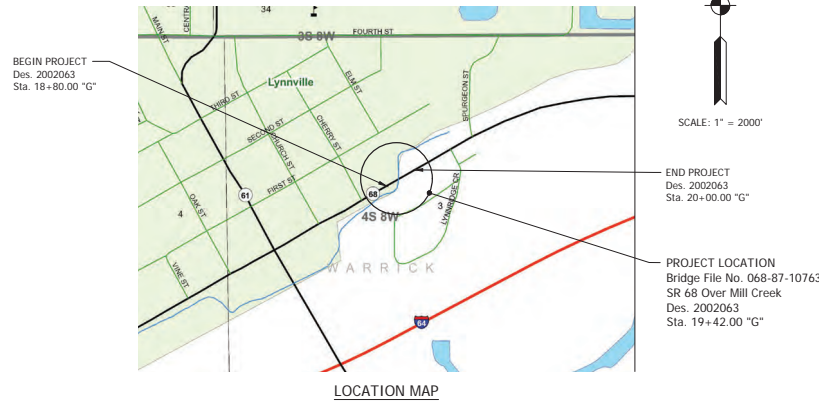 MAIN ST
CENTRA
34
3S 8W
FOURTH ST
BEGIN PROJECT
Des. 2002063
Sta. 18+80.00 "G"
Lynnville
ELM ST
SPURGEON ST
THIRD ST
SECOND ST
CHERRY ST
CHURCH ST
FIRST ST
SCALE: 1" = 2000'
END PROJECT
Des. 2002063
Sta. 20+00.00 "G"
OAK ST
61
68
3
LYNNRIDGE CR
4
4S 8W
VINE ST
WARRICK
PROJECT LOCATION
Bridge File No. 068-87-10763
SR 68 Over Mill Creek
Des. 2002063
Sta. 19+42.00 "G"
64
LOCATION MAP